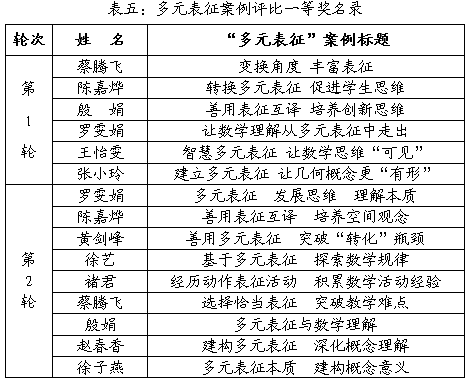 表五：多元表征案例评比一等奖名录
轮次 姓 名 “多元表征”案例标题
第1轮
蔡腾飞 变换角度 丰富表征
陈嘉烨 转换多元表征 促进学生思维
殷 娟 善用表征互译 培养创新思维
罗雯娟 让数学理解从多元表征中走出
王怡雯 智慧多元表征 让数学思维“可见”
张小玲 建立多元表征 让几何概念更“有形”
第2轮
罗雯娟 多元表征 发展思维 理解本质
陈嘉烨 善用表征互译 培养空间观念
黄剑峰 善用多元表征 突破“转化”瓶颈
徐艺 基于多元表征 探索数学规律
褚君 经历动作表征活动 积累数学活动经验
蔡腾飞 选择恰当表征 突破教学难点
殷娟 多元表征与数学理解
赵春香 建构多元表征 深化概念理解
徐子燕 多元表征本质 建构概念意义